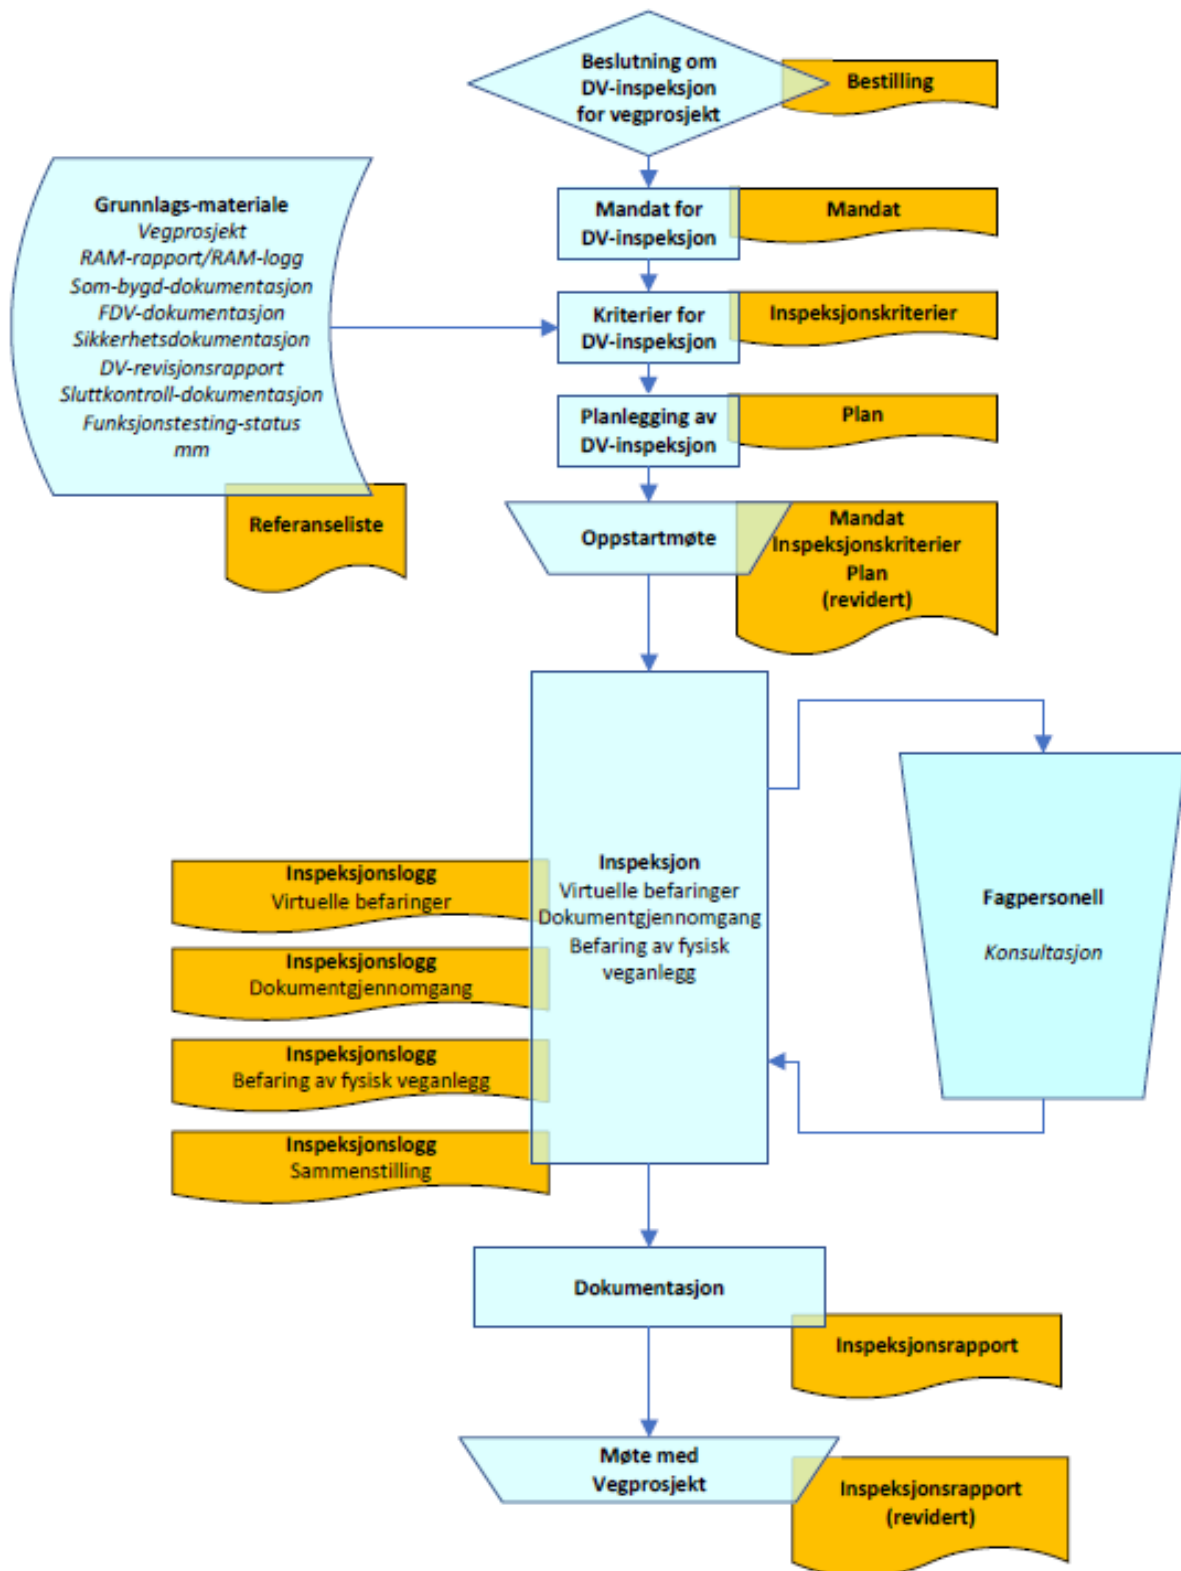 Beslutning om
DV-inspeksjon
for vegprosjekt
Bestilling
Mandat for
DV-inspeksjon
Mandat
Grunnlags-materiale
Vegprosjekt
RAM-rapport/RAM-logg
Som-bygd-dokumentasjon
FDV-dokumentasjon
Sikkerhetsdokumentasjon
DV-revisjonsrapport
Sluttkontroll-dokumentasjon
Funksjonstesting-status
mm
Referanseliste
Kriterier for
DV-inspeksjon
Inspeksjonskriterier
Planlegging av
DV-inspeksjon
Plan
Oppstartmøte
Mandat
Inspeksjonskriterier
Plan
(revidert)
Inspeksjon
Virtuelle befaringer
Dokumentgjennomgang
Befaring av fysisk
veganlegg
Fagpersonell
Konsultasjon
Inspeksjonslogg
Virtuelle befaringer
Inspeksjonslogg
Dokumentgjennomgang
Inspeksjonslogg
Befaring av fysisk veganlegg
Inspeksjonslogg
Sammenstilling
Dokumentasjon
Inspeksjonsrapport
Møte med
Vegprosjekt
Inspeksjonsrapport
(revidert)